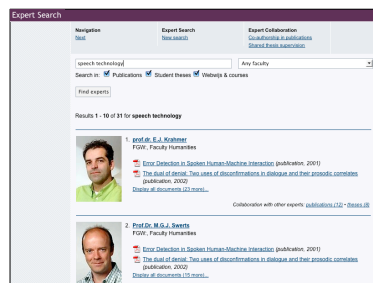 Expert Search
Navigation
Next
Expert Search
New search
Expert Collaboration
Co-authorship in publications
Shared thesis supervision
speech technology
Any faculty
Search in: Publications Student theses Webwijs & courses
Find experts
Results 1 - 10 of 31 for speech technology
1. prof.dr. E.J. Krahmer
FGW:, Faculty Humanities
Error Detection in Spoken Human-Machine Interaction (publication, 2001)
The dual of denial: Two uses of disconfirmations in dialogue and their prosodic correlates
(publication, 2002)
Display all documents (23 more)...
Collaboration with other experts: publications (12) • theses (8)
2. Prof.Dr. M.G.J. Swerts
FGW:, Faculty Humanities
Error Detection in Spoken Human-Machine Interaction (publication, 2001)
The dual of denial: Two uses of disconfirmations in dialogue and their prosodic correlates
(publication, 2002)
Display all documents (15 more)...